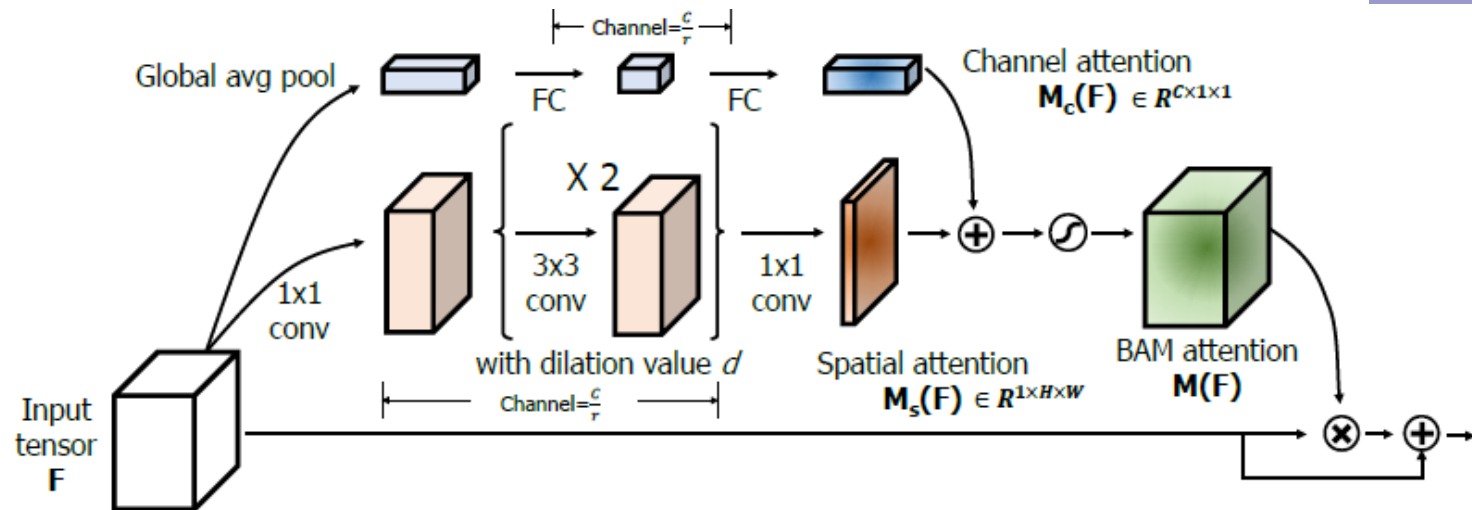 Channel=C/r
Global avg pool
FC
FC
Channel attention
Mc(F) ∈ R^C×1×1
X 2
3x3
conv
1x1
conv
1x1
conv
with dilation value d
Channel=C/r
Spatial attention
Ms(F) ∈ R^1×H×W
BAM attention
M(F)
Input
tensor
F